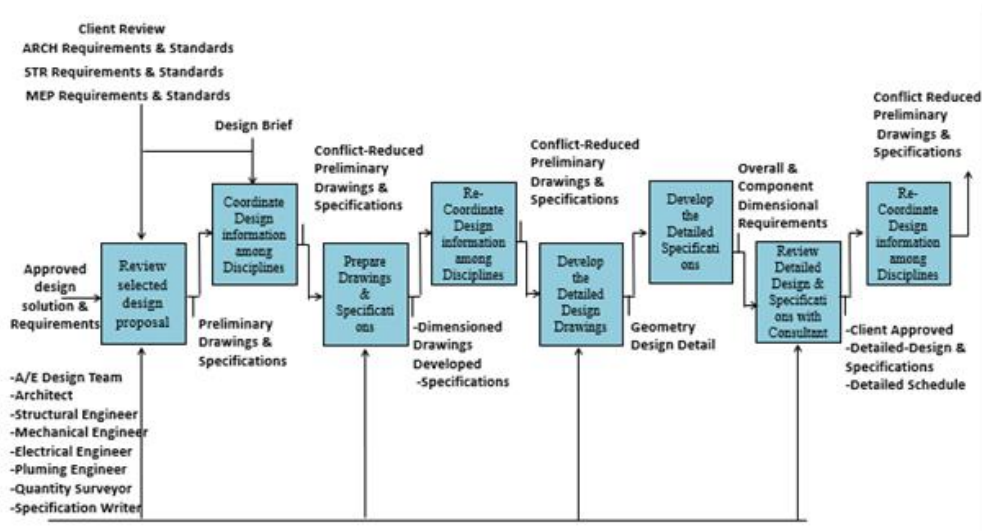 Client Review
ARCH Requirements & Standards
STR Requirements & Standards
MEP Requirements & Standards
Design Brief
Approved
design
solution &
Requirements
Review
selected
design
proposal
-A/E Design Team
-Architect
-Structural Engineer
-Mechanical Engineer
-Electrical Engineer
-Pluming Engineer
-Quantity Surveyor
-Specification Writer
Preliminary
Drawings &
Specifications
Coordinate
Design
information
among
Disciplines
Conflict-Reduced
Preliminary
Drawings &
Specifications
Prepare
Drawings
&
Specificati
ons
-Dimensioned
Drawings
Developed
-Specifications
Re-
Coordinate
Design
information
among
Disciplines
Conflict-Reduced
Preliminary
Drawings &
Specifications
Develop
the
Detailed
Design
Drawings
Geometry
Design Detail
Develop
the
Detailed
Specificati
ons
Overall &
Component
Dimensional
Requirements
Review
Detailed
Design &
Specificati
ons with
Consultant
-Client Approved
-Detailed-Design &
Specifications
-Detailed Schedule
Re-
Coordinate
Design
information
among
Disciplines
Conflict Reduced
Preliminary
Drawings &
Specifications